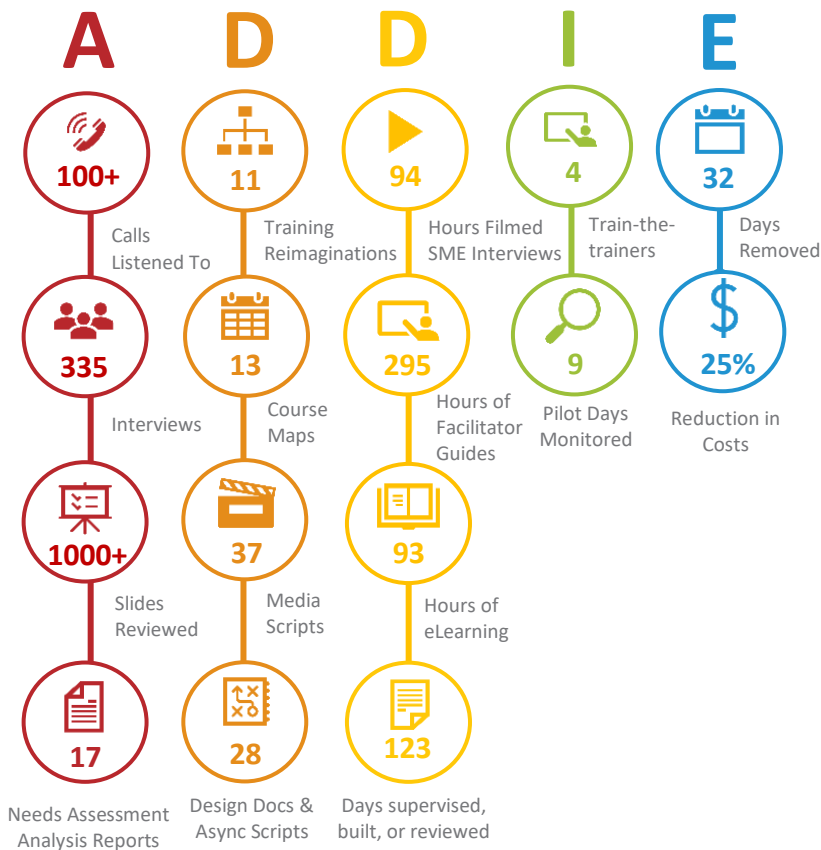 A
D
D
I
E
100+
Calls
Listened To
335
Interviews
1000+
Slides
Reviewed
17
Needs Assessment
Analysis Reports
11
Training
Reimaginations
13
Course
Maps
37
Media
Scripts
28
Design Docs &
Async Scripts
94
Hours Filmed
SME Interviews
295
Hours of
Facilitator
Guides
93
Hours of
eLearning
123
Days supervised,
built, or reviewed
4
Train-the-
trainers
9
Pilot Days
Monitored
32
Days
Removed
$
25%
Reduction in
Costs